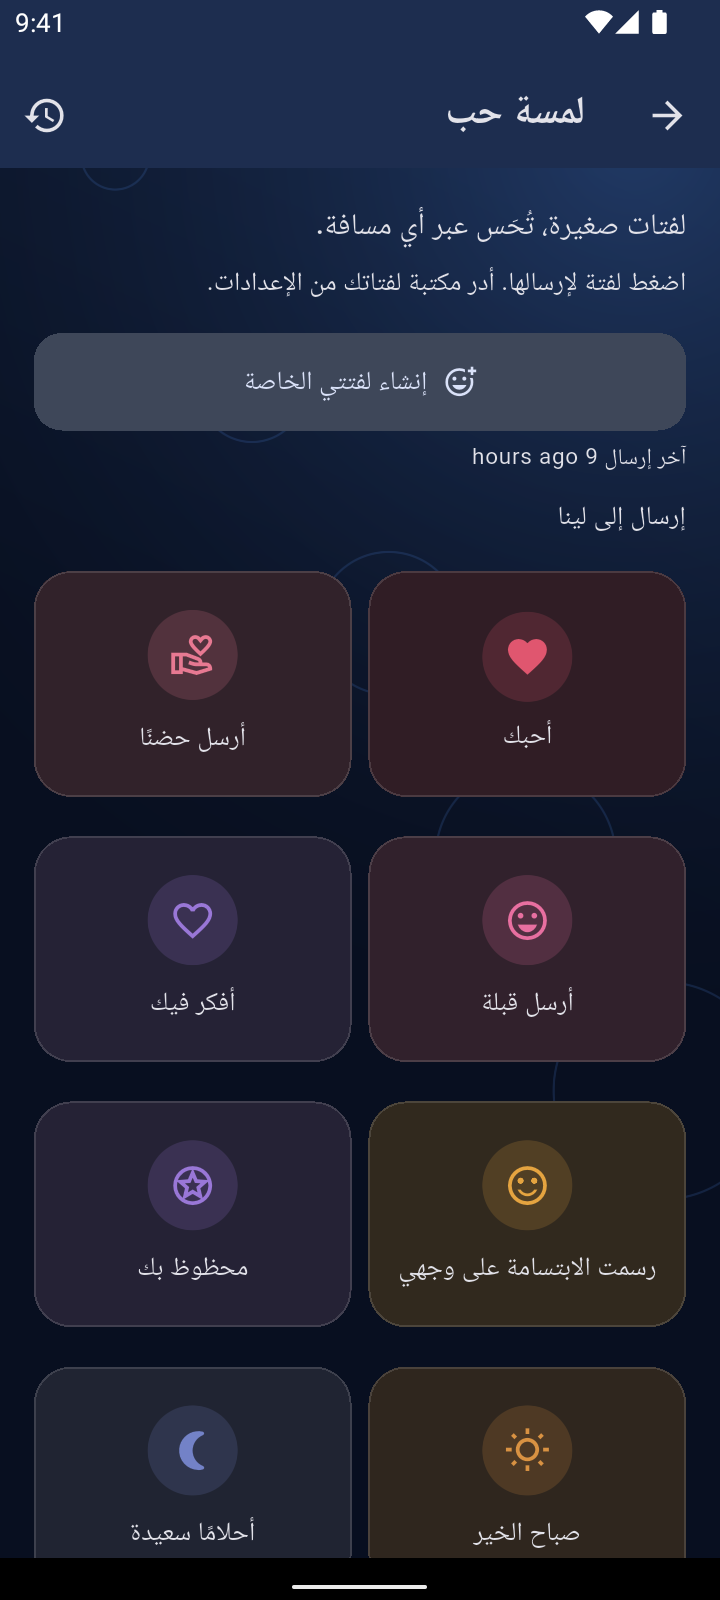 9:41
لمسة حب
لفتات صغيرة، تُحَس عبر أي مسافة.
اضغط لفتة لإرسالها. أدر مكتبة لفتاتك من الإعدادات.
إنشاء لفتتي الخاصة
آخر إرسال 9 hours ago
إرسال إلى لينا
أحبك
أرسل حضنًا
أرسل قبلة
أفكر فيك
رسمت الابتسامة على وجهي
محظوظ بك
صباح الخير
أحلامًا سعيدة